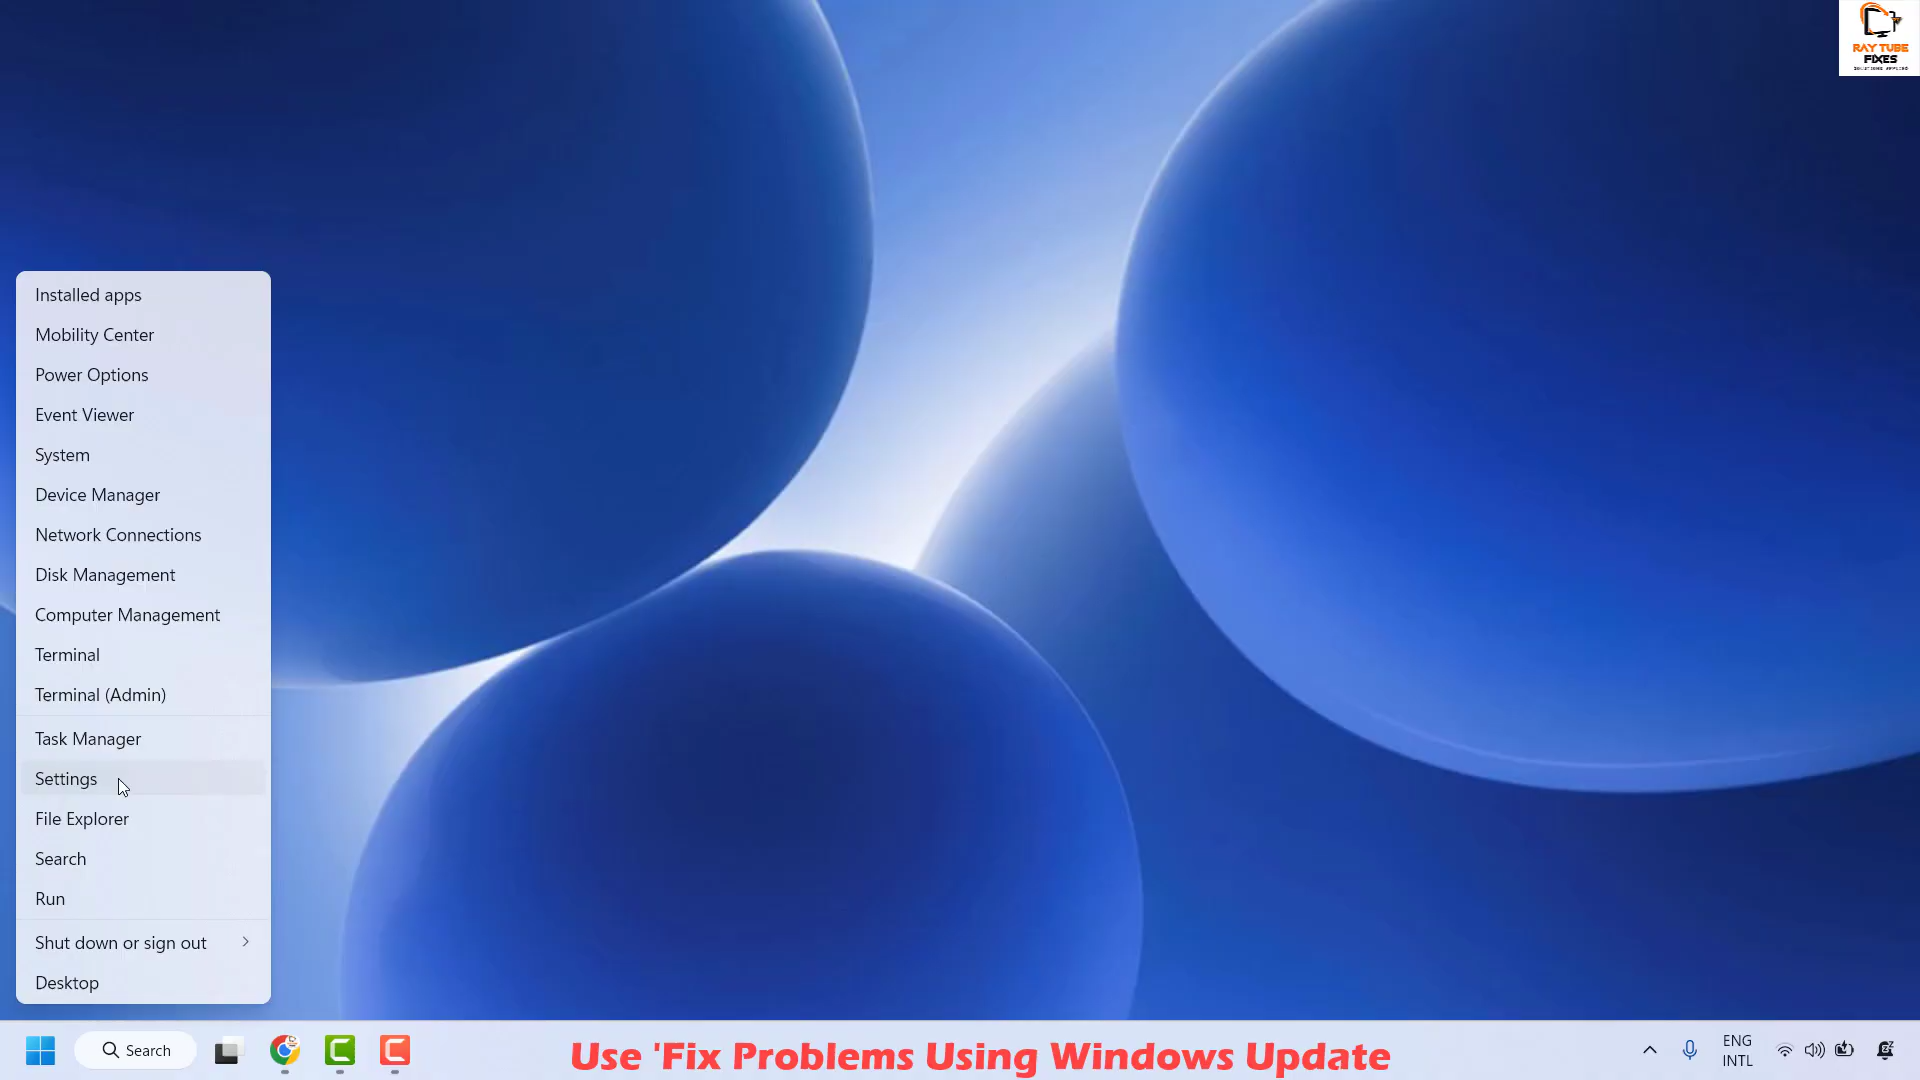 RAY TUBE
FIXES
Installed apps
Mobility Center
Power Options
Event Viewer
System
Device Manager
Network Connections
Disk Management
Computer Management
Terminal
Terminal (Admin)
Task Manager
Settings
File Explorer
Search
Run
Shut down or sign out
Desktop
Search
Use 'Fix Problems Using Windows Update
ENG
INTL